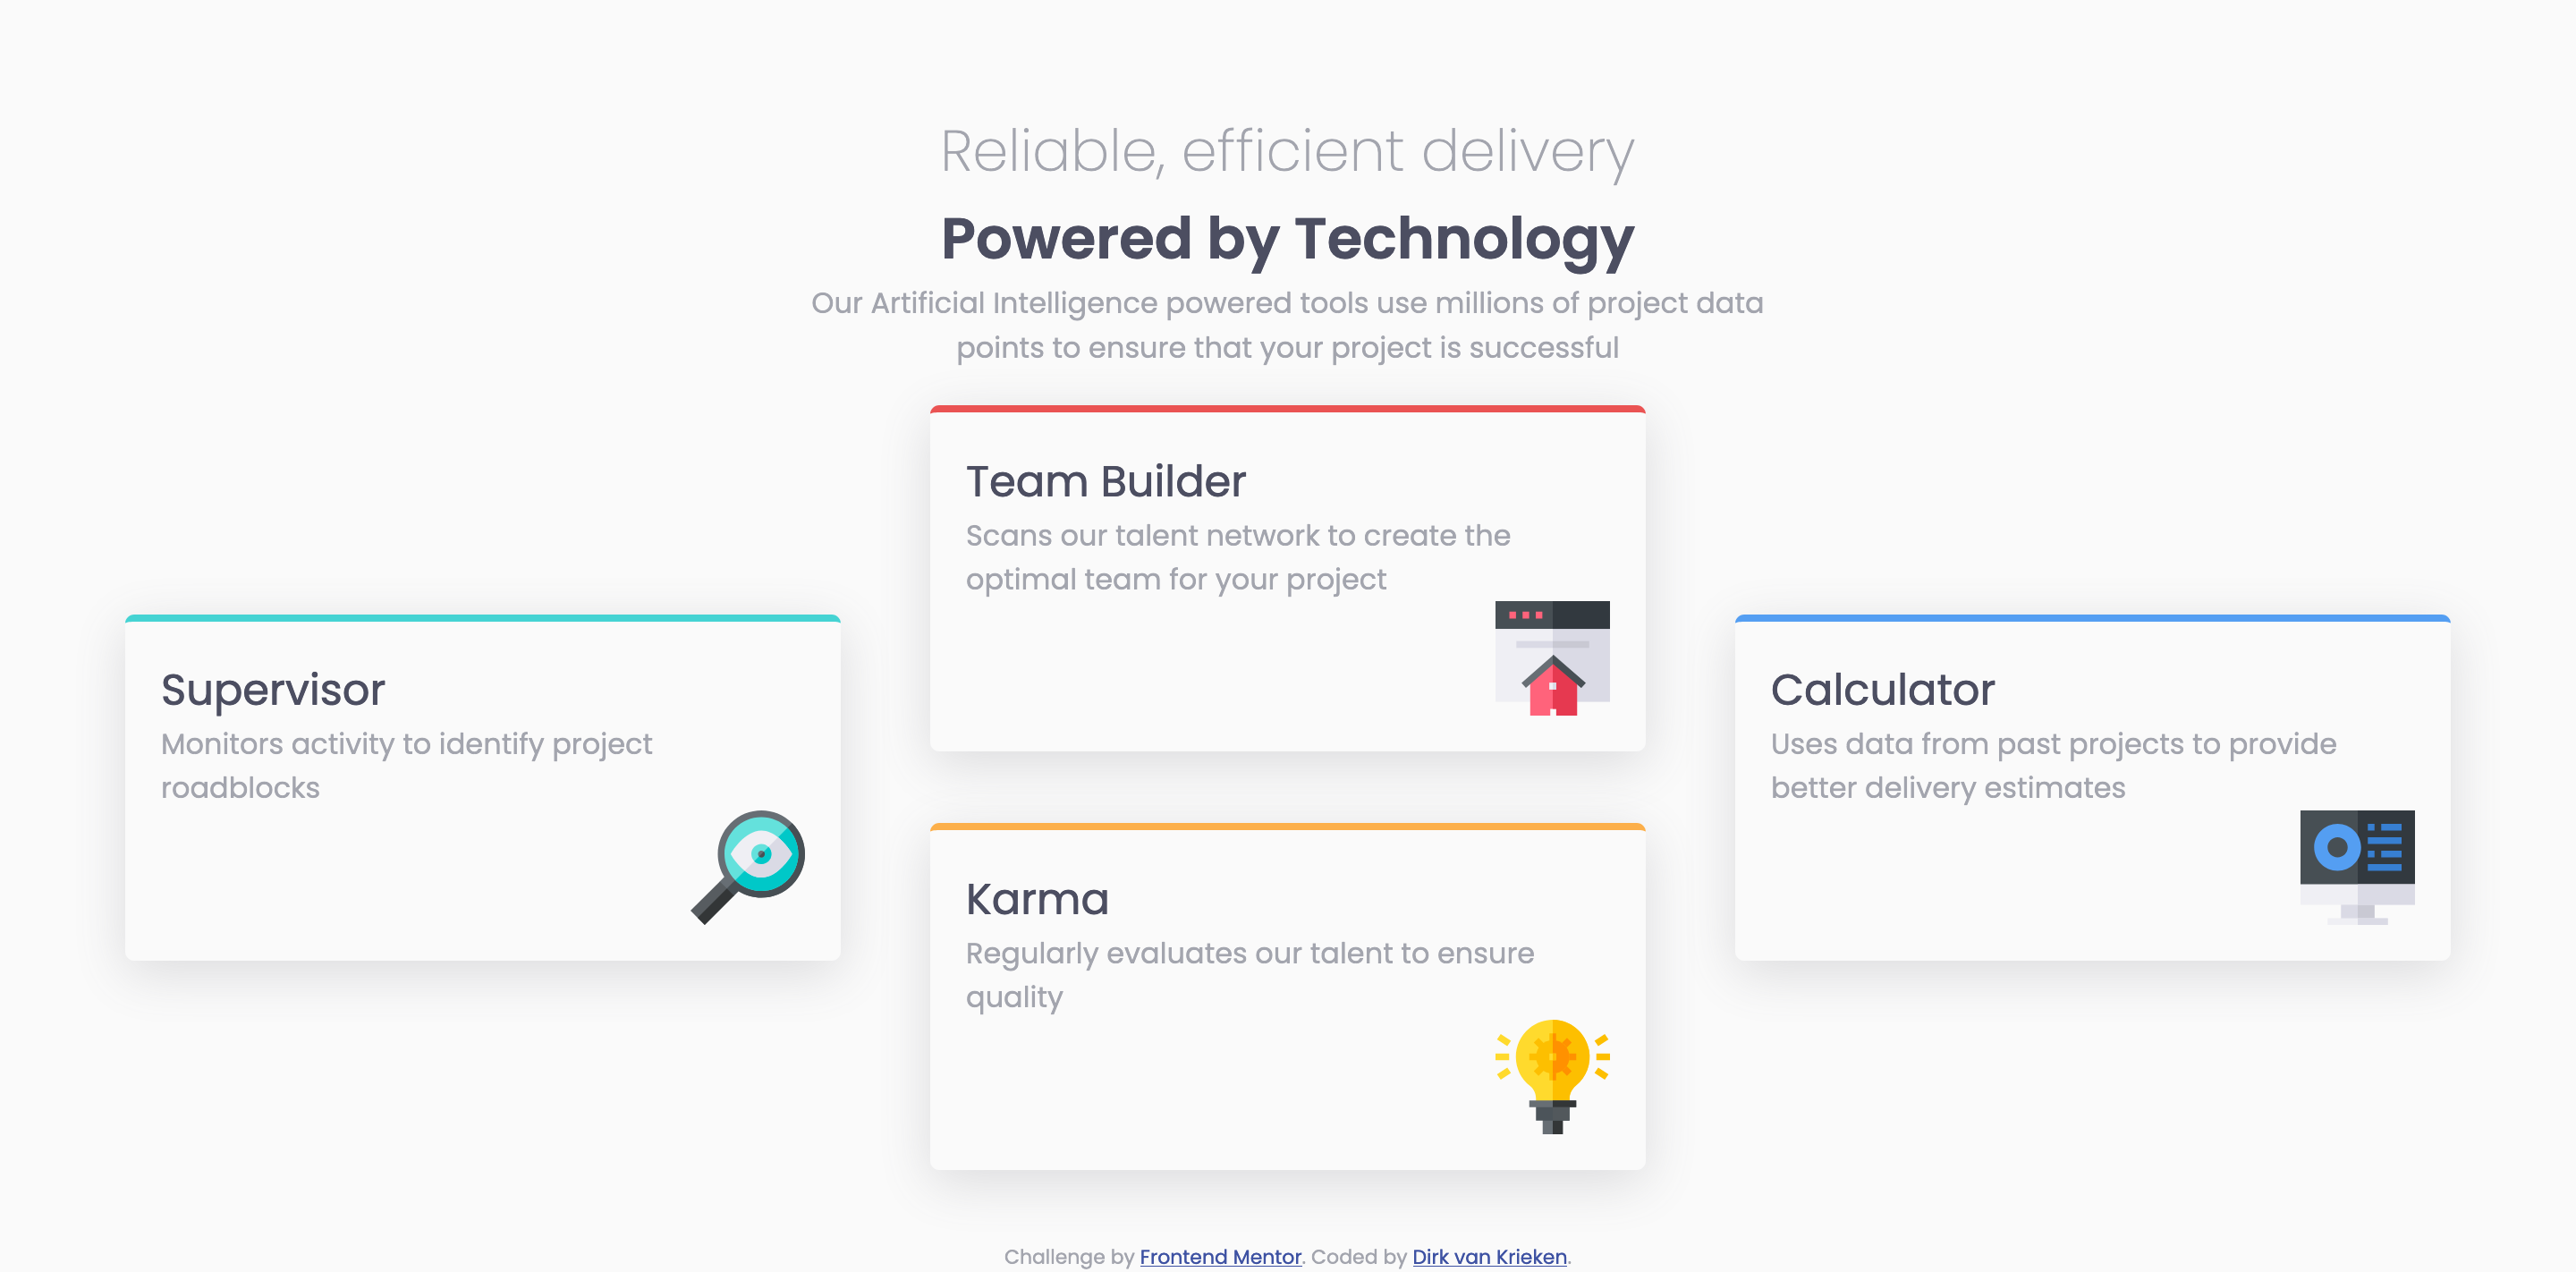 Reliable, efficient delivery
Powered by Technology
Our Artificial Intelligence powered tools use millions of project data
points to ensure that your project is successful
Team Builder
Scans our talent network to create the
optimal team for your project
Supervisor
Monitors activity to identify project
roadblocks
Calculator
Uses data from past projects to provide
better delivery estimates
Karma
Regularly evaluates our talent to ensure
quality
Challenge by Frontend Mentor. Coded by Dirk van Krieken.